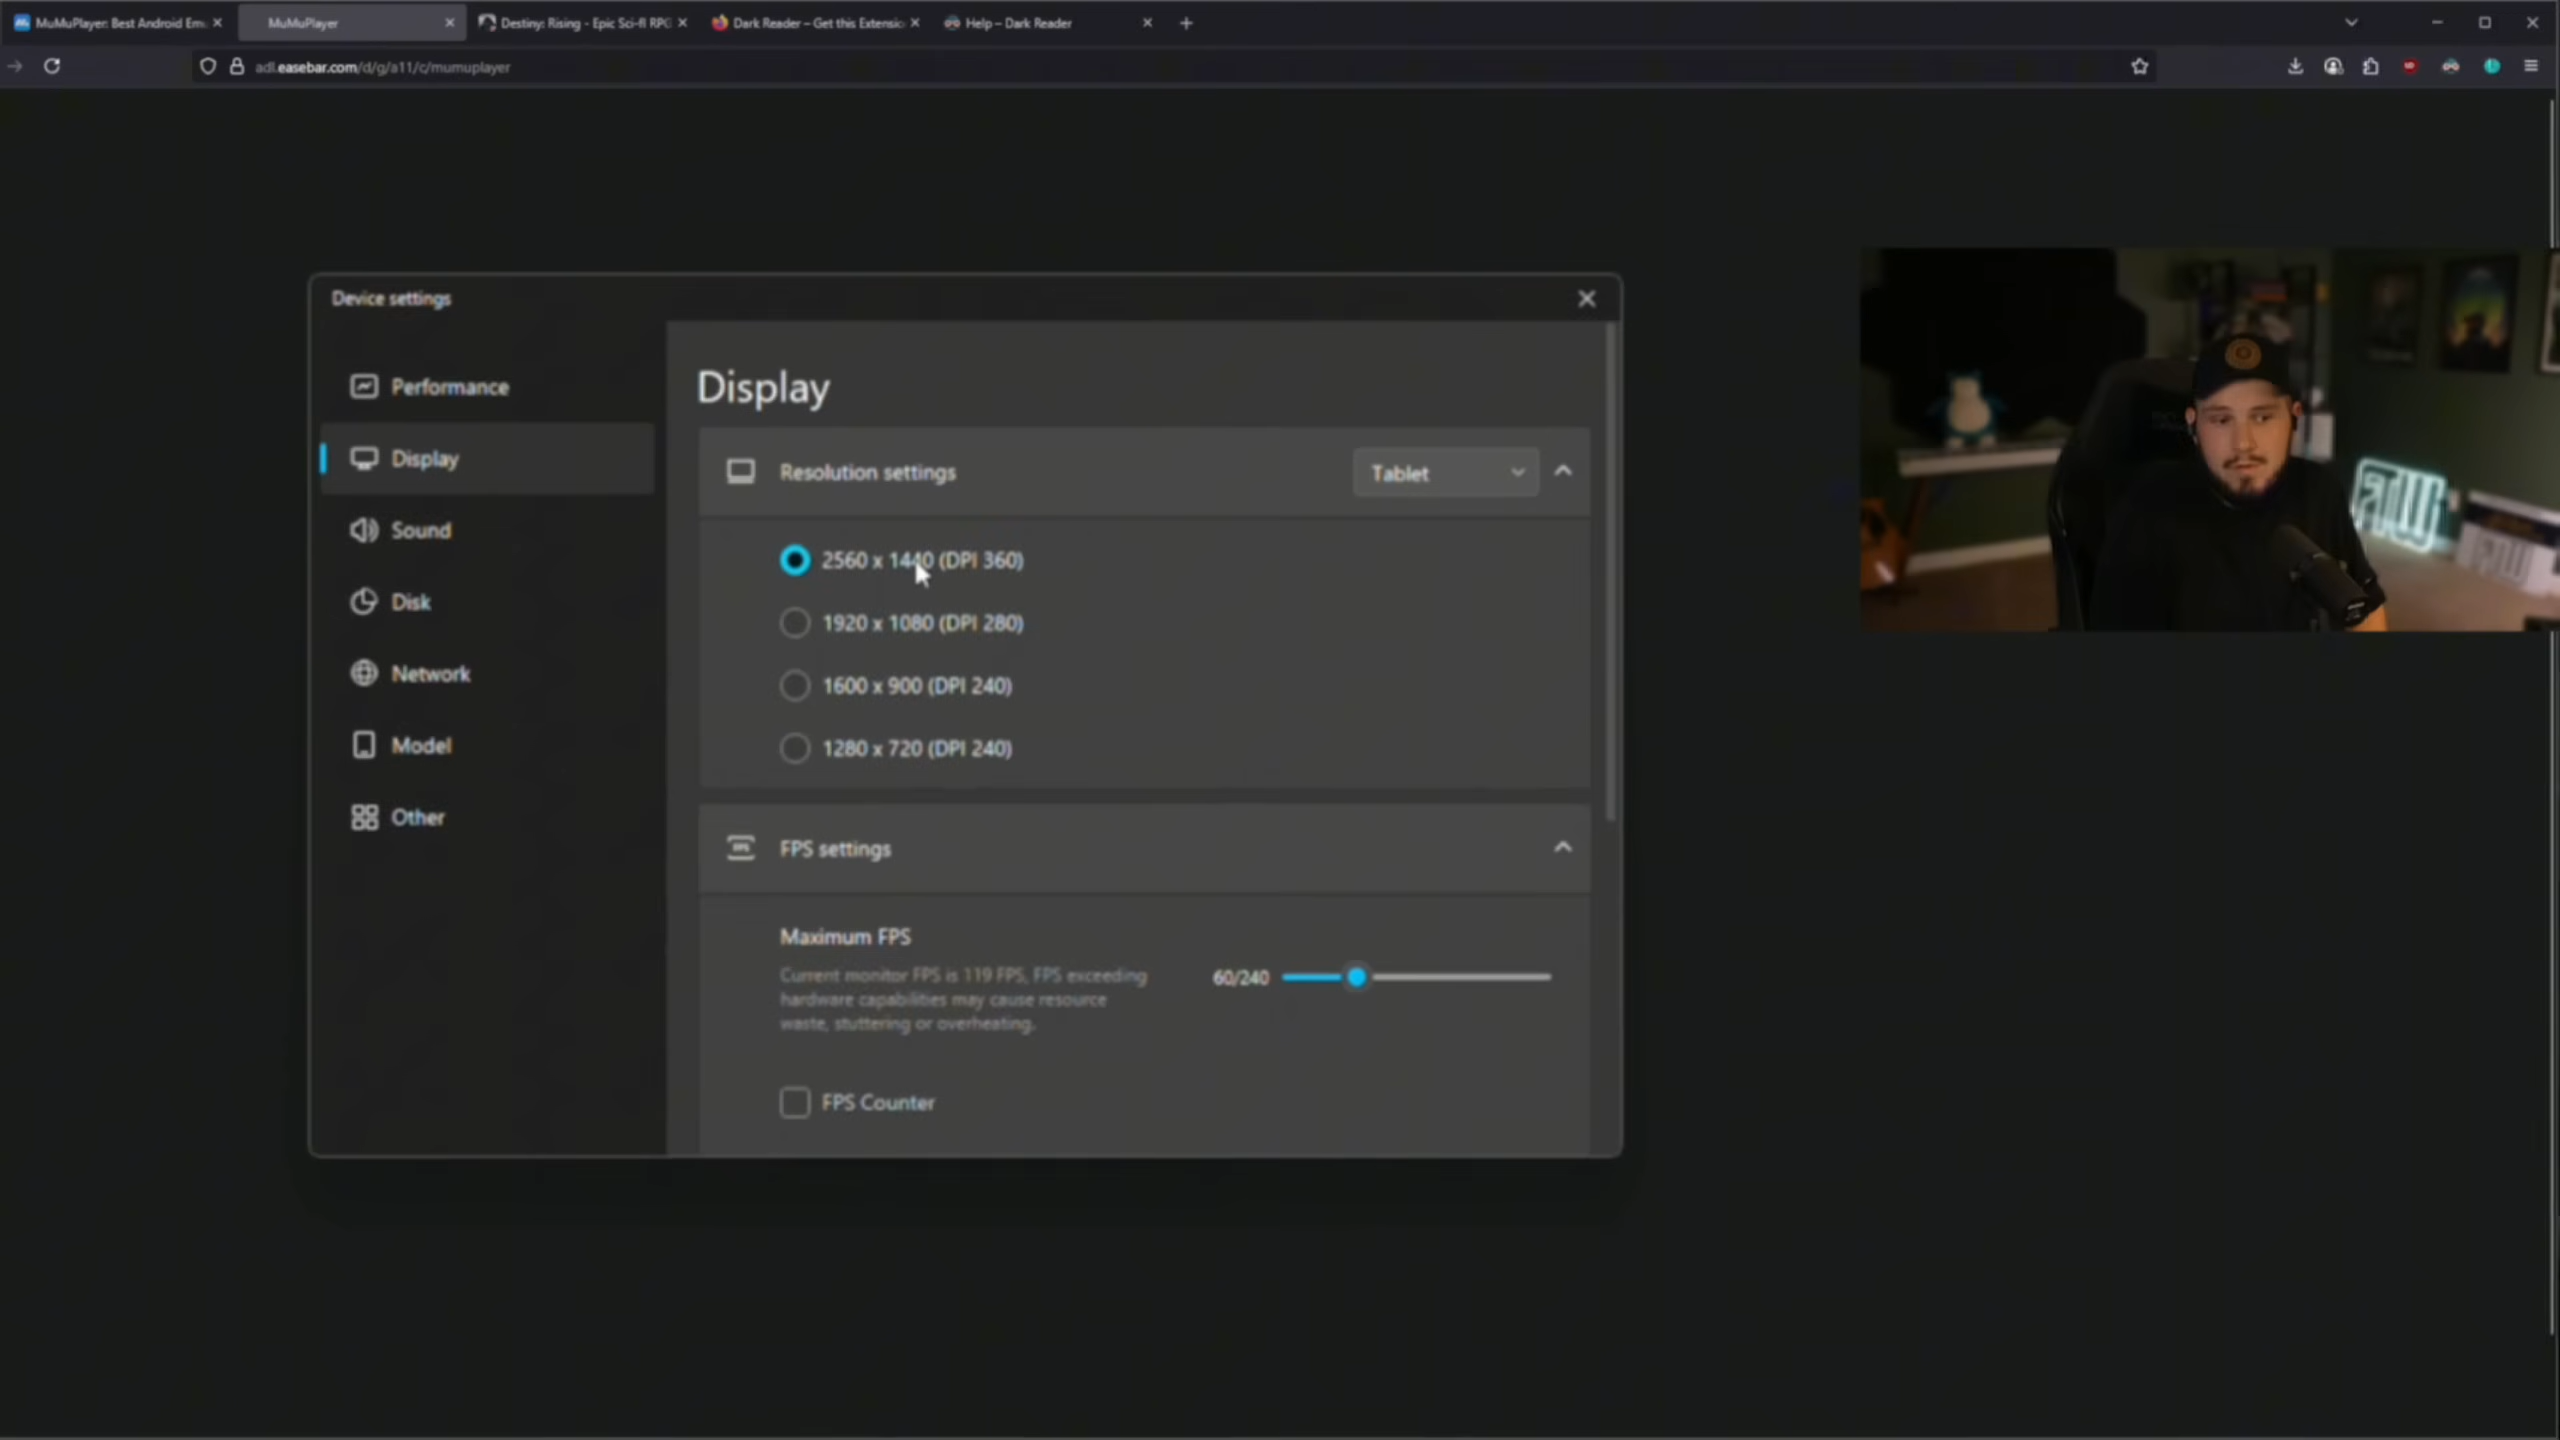 MuMuPlayer: Best Android Em
MuMuPlayer
Destiny: Rising - Epic Sci-fi RPG
Dark Reader – Get this Extensic
Help – Dark Reader
adl.easebar.com/d/g/a11/c/mumuplayer
Device settings
Performance
Display
Sound
Disk
Network
Model
Other
Display
Resolution settings
Tablet
2560 x 1440 (DPI 360)
1920 x 1080 (DPI 280)
1600 x 900 (DPI 240)
1280 x 720 (DPI 240)
FPS settings
Maximum FPS
Current monitor FPS is 119 FPS, FPS exceeding
hardware capabilities may cause resource
waste, stuttering or overheating.
60/240
FPS Counter